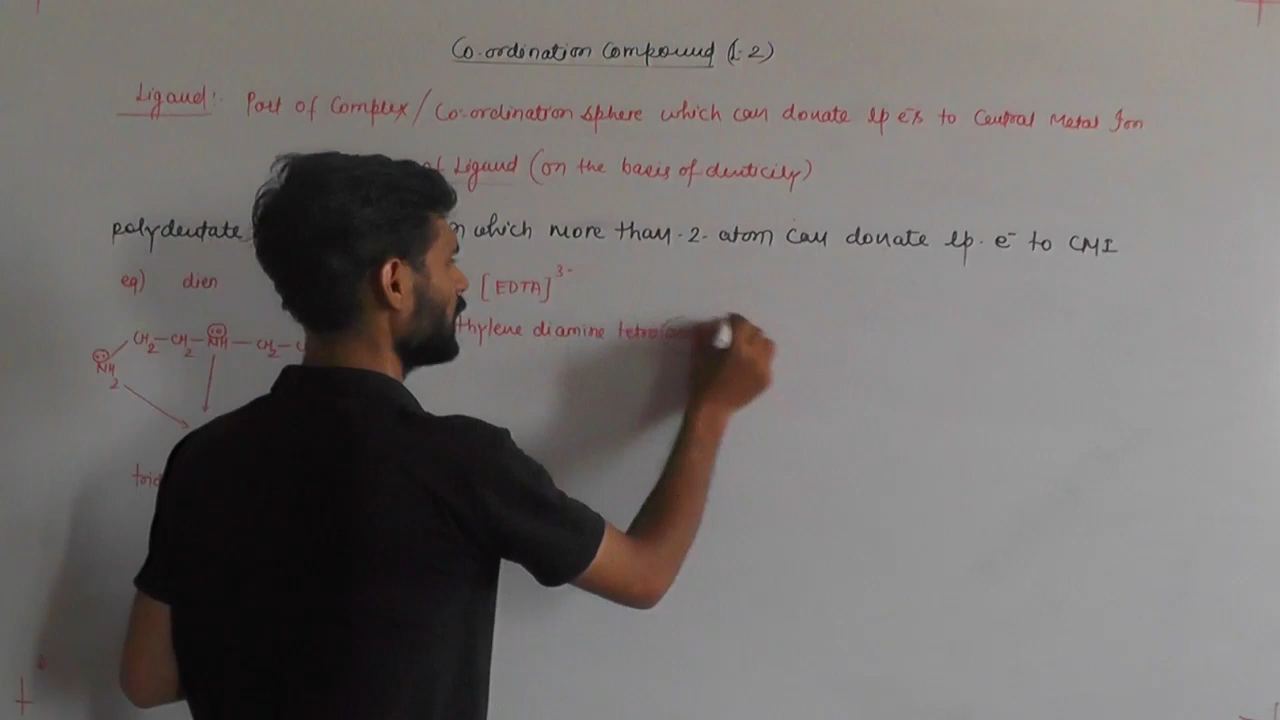 Co-ordination Compound (L-2)
Ligand:- Part of Complex/Co-ordination Sphere which can donate lp e⁻s to Central Metal Ion
of Ligand (on the basis of denticity)
polydentate which more than 2 atom can donate lp. e⁻ to CMI
eg) dien [EDTA]³⁻
thylene diamine tetra
CH₂–CH₂–NH–CH₂–
NH₂
trid